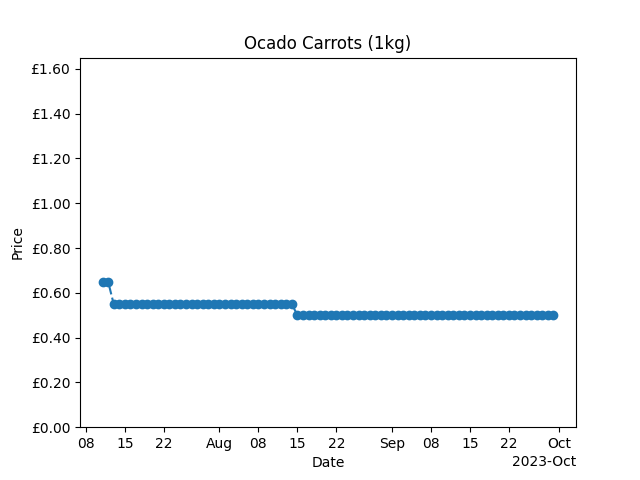 Ocado Carrots (1kg)
£1.60
£1.40
£1.20
£1.00
£0.80
£0.60
£0.40
£0.20
£0.00
Price
08 15 22 Aug 08 15 22 Sep 08 15 22 Oct
Date
2023-Oct